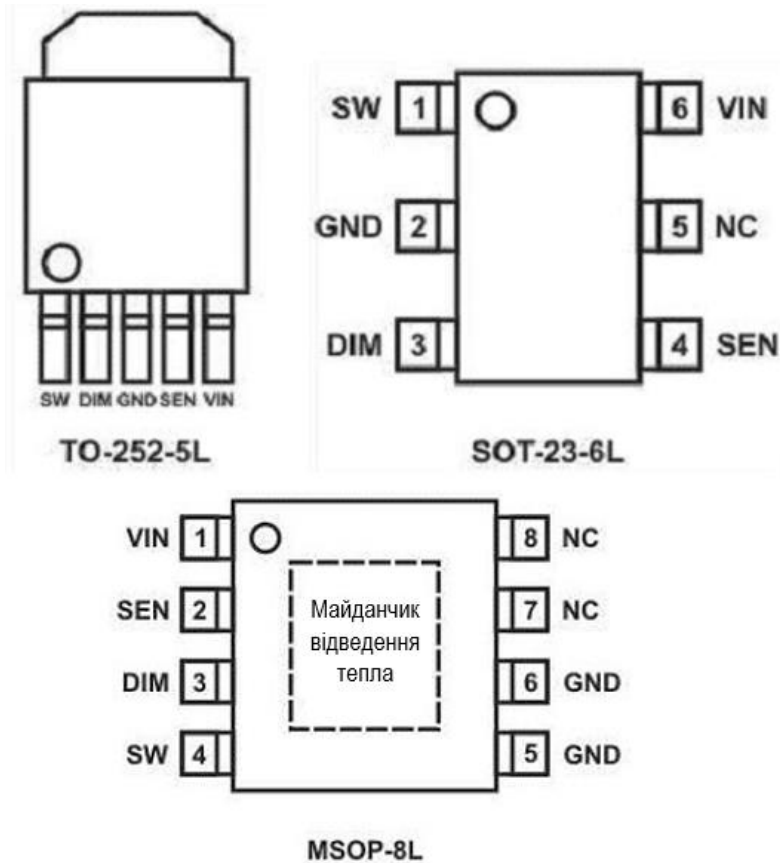 SW DIM GND SEN VIN
TO-252-5L
SW 1 6 VIN
GND 2 5 NC
DIM 3 4 SEN
SOT-23-6L
VIN 1 8 NC
SEN 2 7 NC
DIM 3 6 GND
SW 4 5 GND
Майданчик
відведення
тепла
MSOP-8L